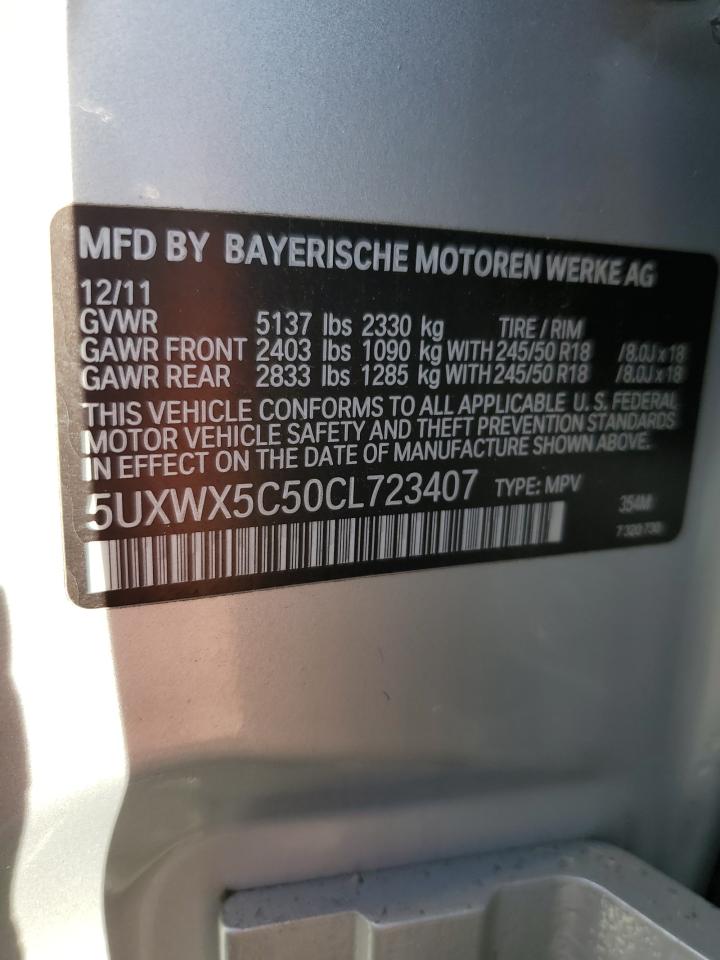 MFD BY BAYERISCHE MOTOREN WERKE AG
12/11
GVWR 5137 lbs 2330 kg TIRE / RIM
GAWR FRONT 2403 lbs 1090 kg WITH 245/50 R18 /8.0J x 18
GAWR REAR 2833 lbs 1285 kg WITH 245/50 R18 /8.0J x 18
THIS VEHICLE CONFORMS TO ALL APPLICABLE U. S. FEDERAL
MOTOR VEHICLE SAFETY AND THEFT PREVENTION STANDARDS
IN EFFECT ON THE DATE OF MANUFACTURE SHOWN ABOVE.
5UXWX5C50CL723407 TYPE: MPV 354M
7 320 730